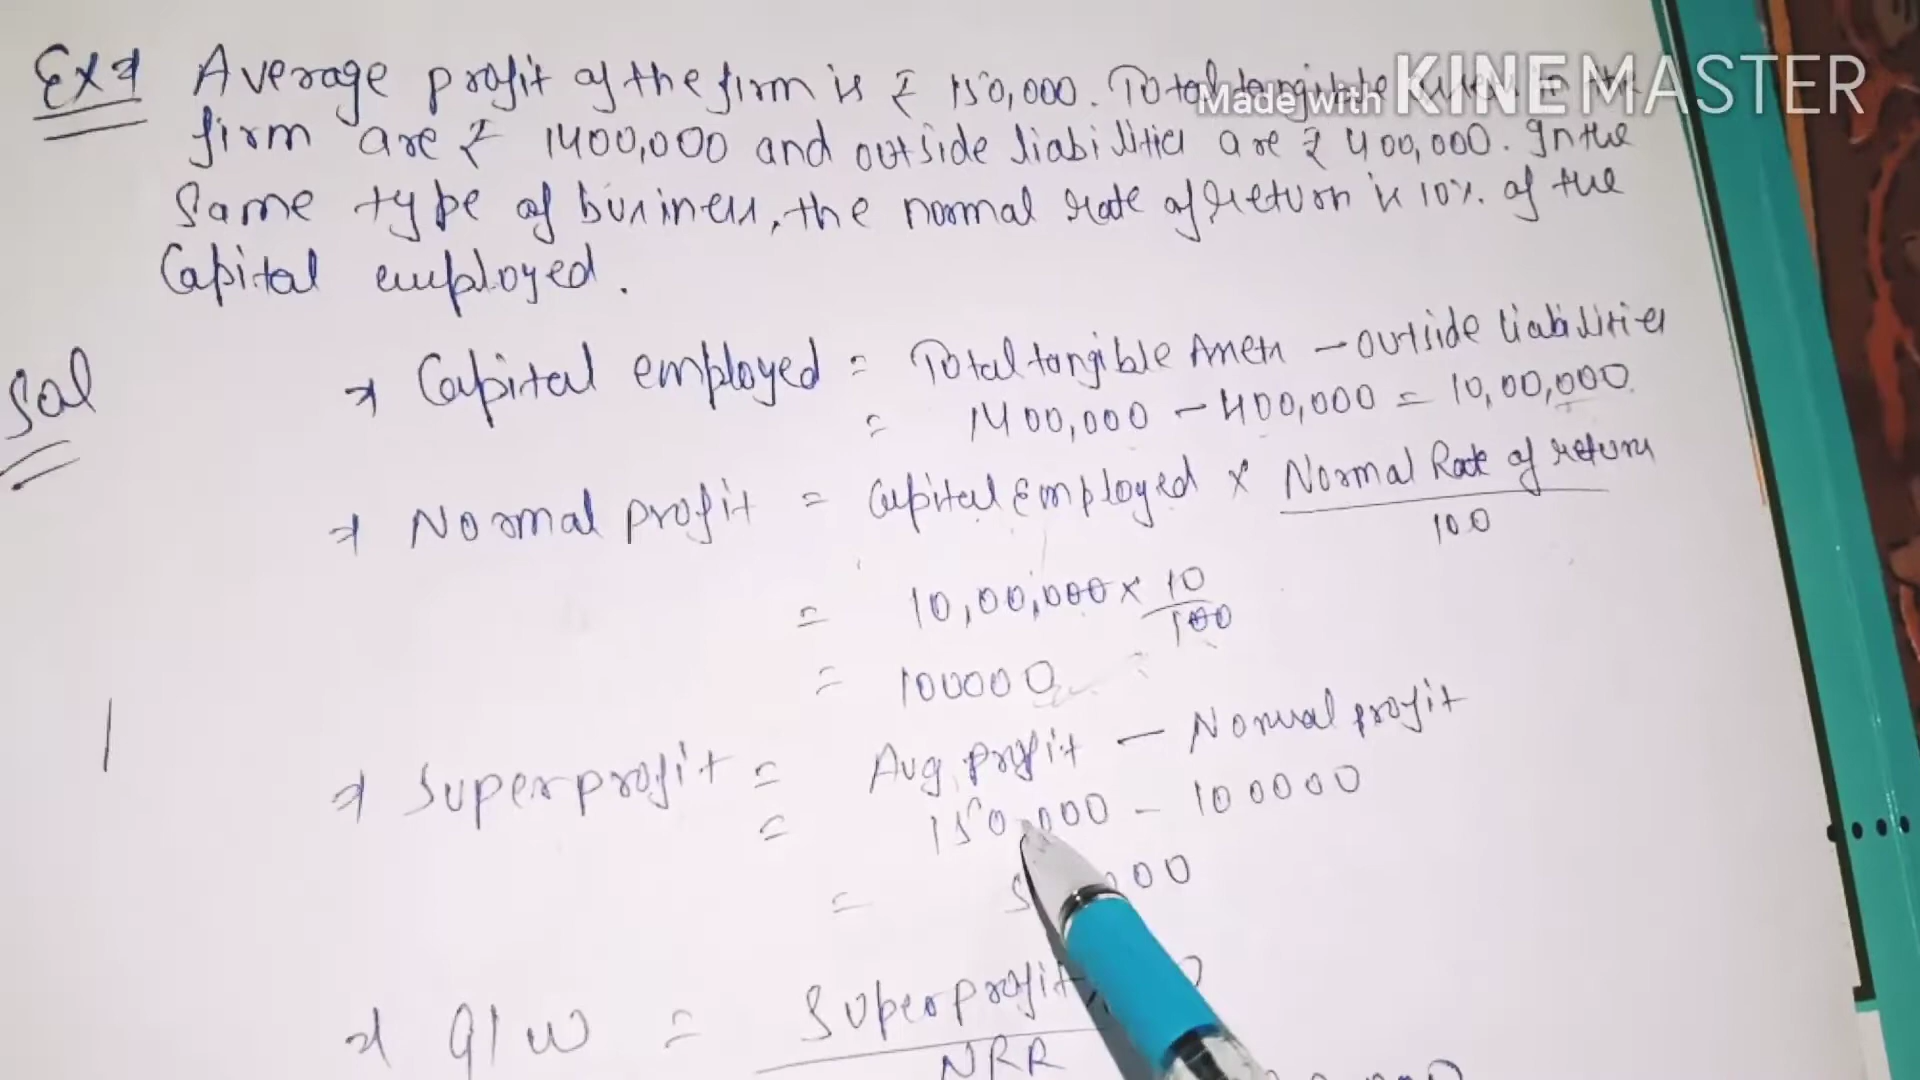 Ex → Average profit of the firm is ₹ 150,000. Total tangible in the
Made with KINEMASTER
firm are ₹ 1400,000 and outside liabilities are ₹ 400,000. In the
same type of business, the normal rate of return is 10% of the
Capital employed.
Sol
→ Capital employed = Total tangible Assets - outside liabilities
= 1400,000 - 400,000 = 10,00,000
→ Normal profit = Capital Employed × Normal Rate of return
100
= 10,00,000 × 10
100
= 100000
→ Superprofit = Avg. profit - Normal profit
= 150,000 - 100000
→ G/W = Superprofit
NRR